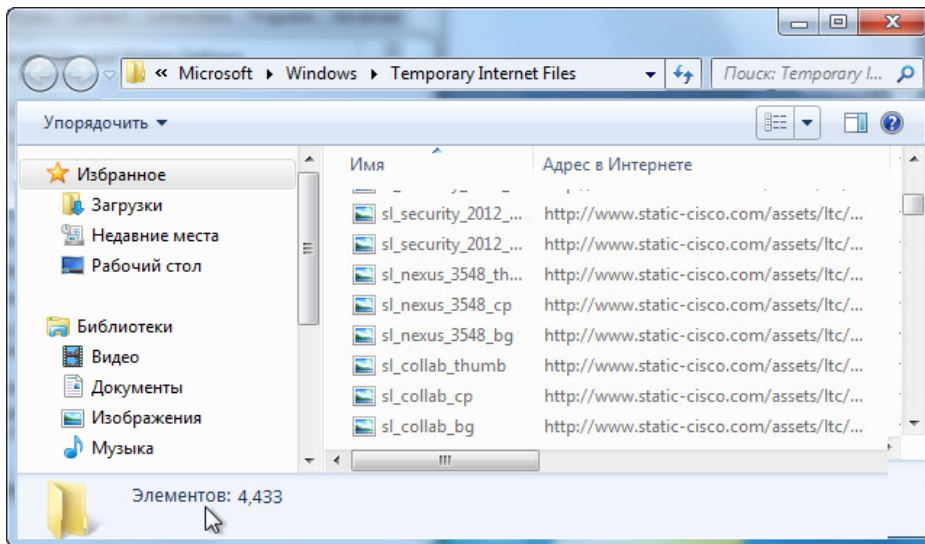 « Microsoft ▸ Windows ▸ Temporary Internet Files
Поиск: Temporary I...
Упорядочить
Избранное
Загрузки
Недавние места
Рабочий стол
Библиотеки
Видео
Документы
Изображения
Музыка
Имя Адрес в Интернете
sl_security_2012_... http://www.static-cisco.com/assets/ltc/...
sl_security_2012_... http://www.static-cisco.com/assets/ltc/...
sl_nexus_3548_th... http://www.static-cisco.com/assets/ltc/...
sl_nexus_3548_cp http://www.static-cisco.com/assets/ltc/...
sl_nexus_3548_bg http://www.static-cisco.com/assets/ltc/...
sl_collab_thumb http://www.static-cisco.com/assets/ltc/...
sl_collab_cp http://www.static-cisco.com/assets/ltc/...
sl_collab_bg http://www.static-cisco.com/assets/ltc/...
Элементов: 4,433